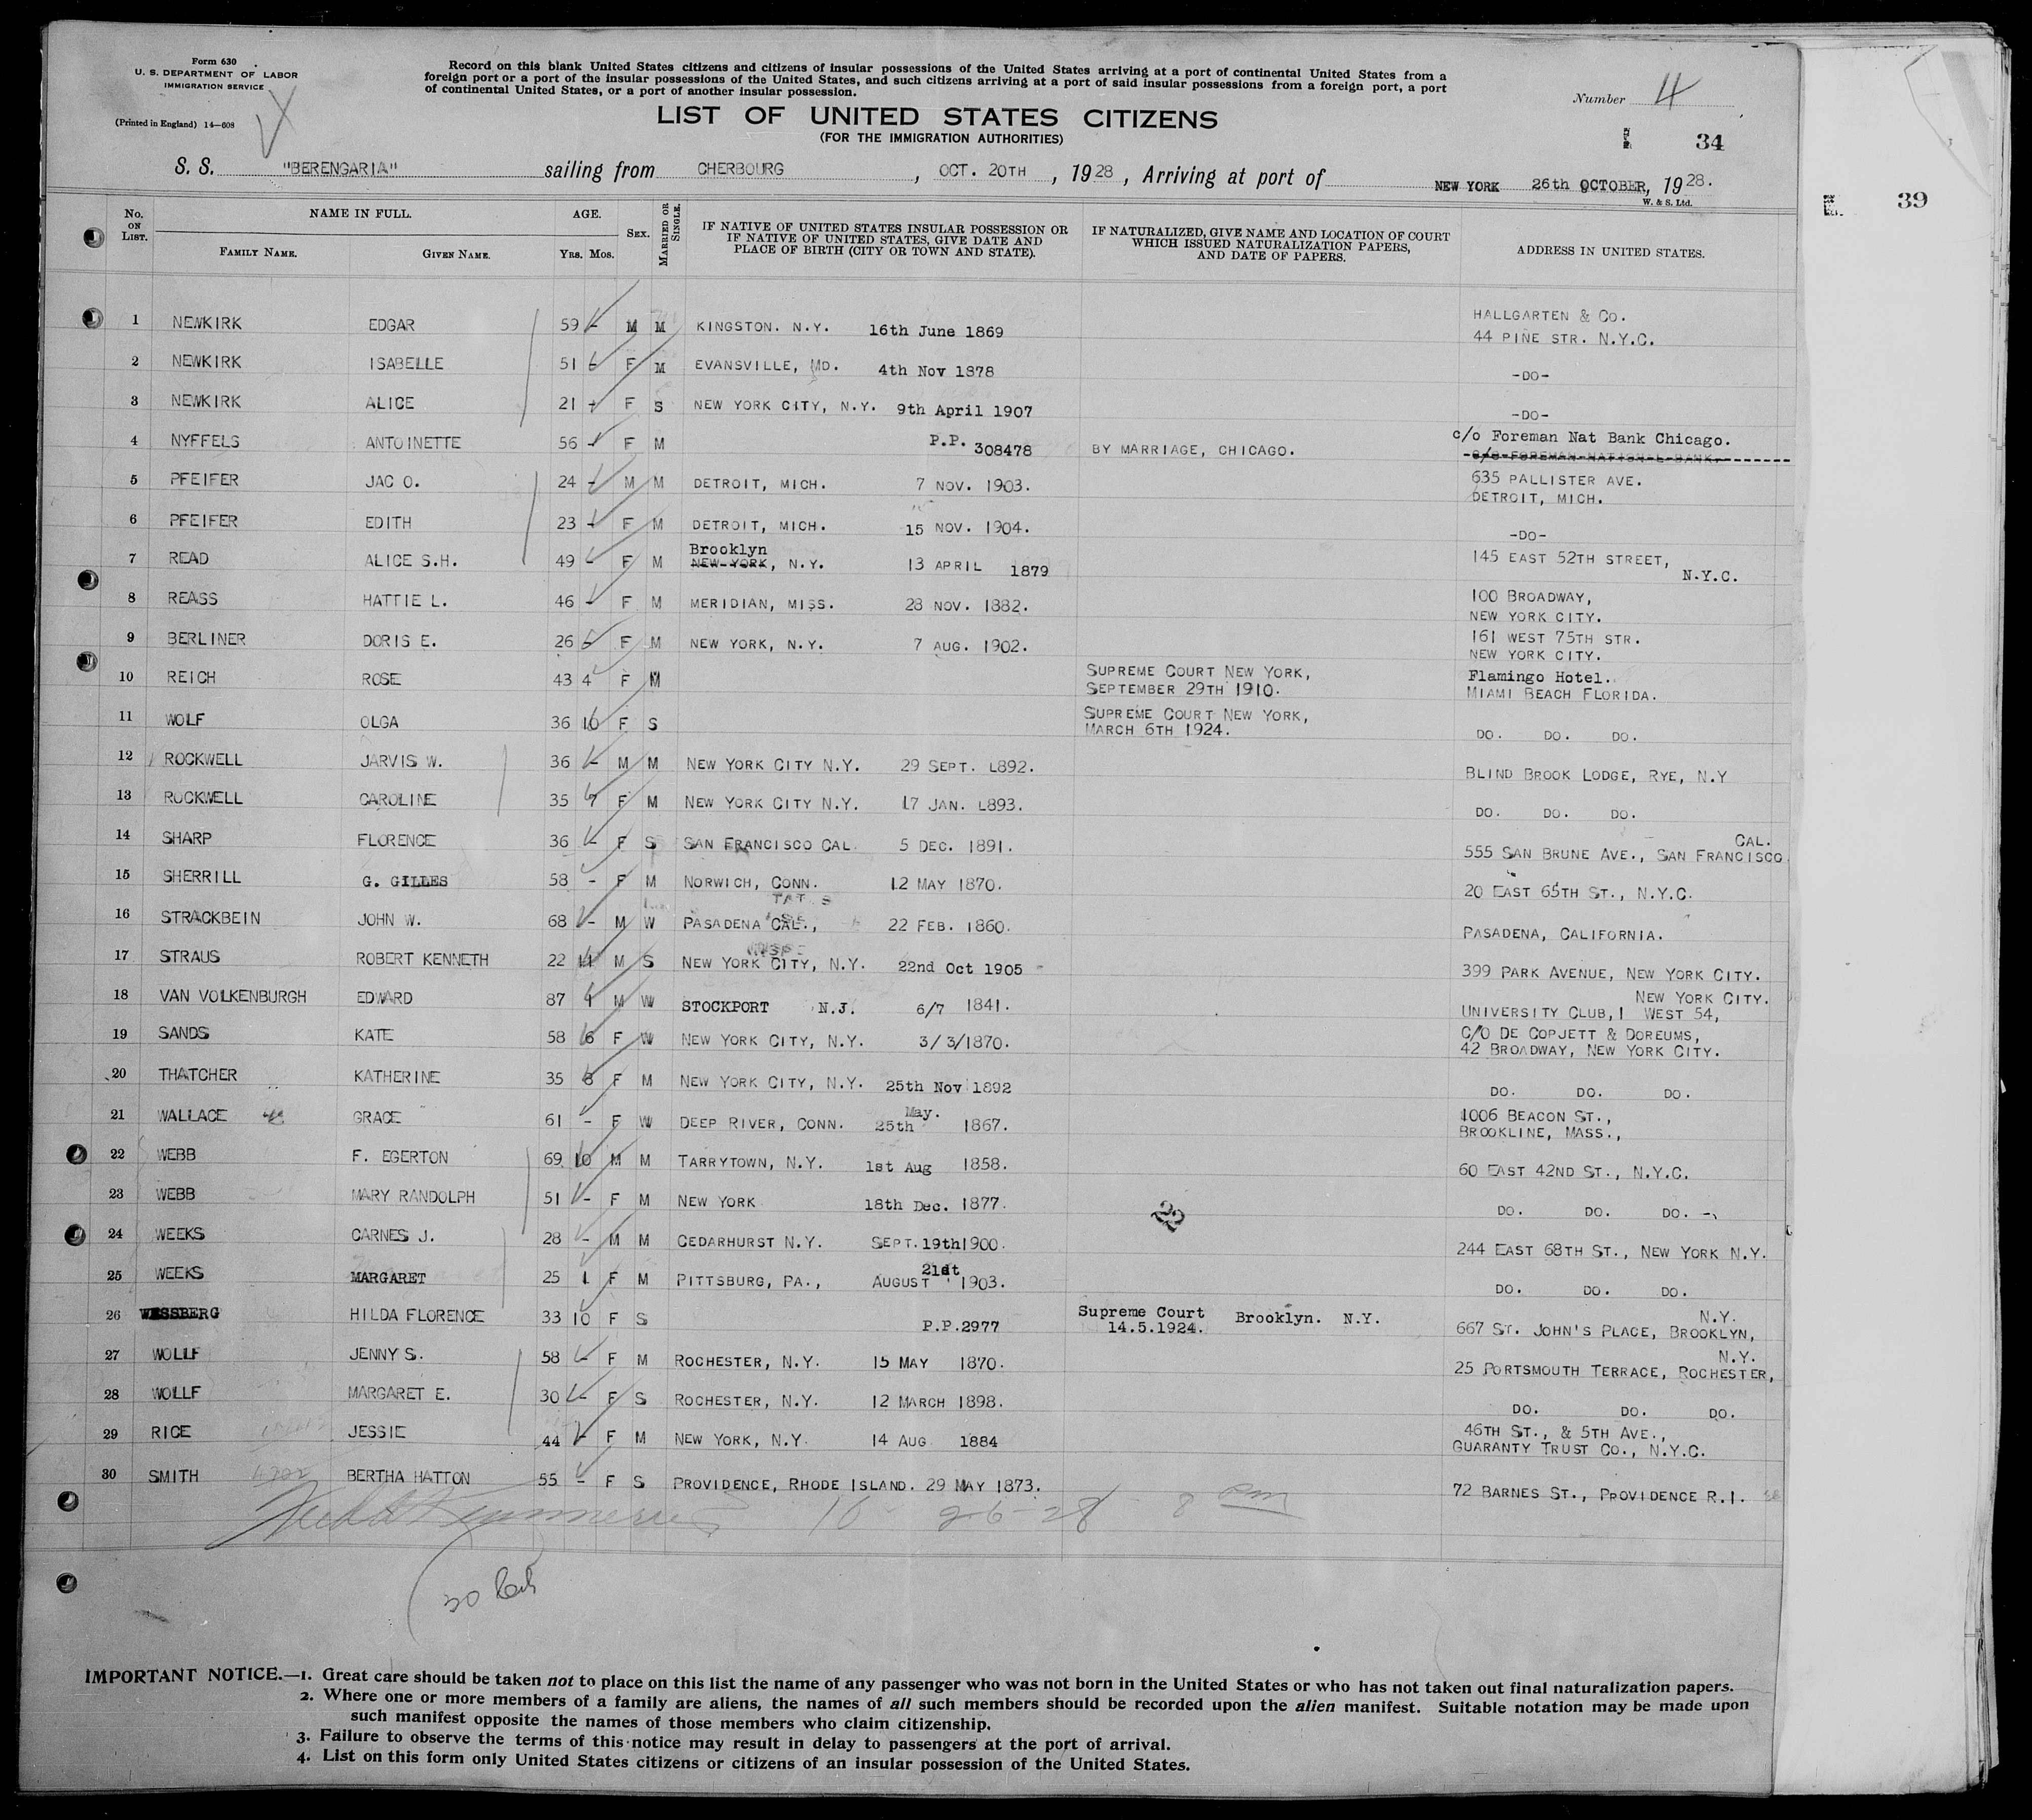 Form 630
U. S. DEPARTMENT OF LABOR
IMMIGRATION SERVICE
(Printed in England) 14—608
Record on this blank United States citizens and citizens of insular possessions of the United States arriving at a port of continental United States from a
foreign port or a port of the insular possessions of the United States, and such citizens arriving at a port of said insular possessions from a foreign port, a port
of continental United States, or a port of another insular possession.
Number 4
LIST OF UNITED STATES CITIZENS
(FOR THE IMMIGRATION AUTHORITIES)
34
39
S. S. "BERENGARIA" sailing from CHERBOURG, OCT. 20TH, 1928, Arriving at port of NEW YORK 26th OCTOBER, 1928.
W. & S. Ltd.
No. ON LIST. NAME IN FULL. FAMILY NAME. GIVEN NAME. AGE. YRS. MOS. SEX. MARRIED OR SINGLE. IF NATIVE OF UNITED STATES INSULAR POSSESSION OR IF NATIVE OF UNITED STATES, GIVE DATE AND PLACE OF BIRTH (CITY OR TOWN AND STATE). IF NATURALIZED, GIVE NAME AND LOCATION OF COURT WHICH ISSUED NATURALIZATION PAPERS, AND DATE OF PAPERS. ADDRESS IN UNITED STATES.
1 NEWKIRK EDGAR 59 - M M KINGSTON. N.Y. 16th June 1869 HALLGARTEN & CO. 44 PINE STR. N.Y.C.
2 NEWKIRK ISABELLE 51 F M EVANSVILLE, MD. 4th Nov 1878 -DO-
3 NEWKIRK ALICE 21 F S NEW YORK CITY, N.Y. 9th April 1907 -DO-
4 NYFFELS ANTOINETTE 56 - F M P.P. 308478 BY MARRIAGE, CHICAGO. c/o Foreman Nat Bank Chicago. C/O FOREMAN NATIONAL BANK.
5 PFEIFER JAC O. 24 - M M DETROIT, MICH. 7 NOV. 1903. 635 PALLISTER AVE. DETROIT, MICH.
6 PFEIFER EDITH 23 - F M DETROIT, MICH. 15 NOV. 1904. -DO-
7 READ ALICE S.H. 49 - F M Brooklyn NEW YORK, N.Y. 13 APRIL 1879 145 EAST 52TH STREET, N.Y.C.
8 REASS HATTIE L. 46 - F M MERIDIAN, MISS. 28 NOV. 1882. 100 BROADWAY, NEW YORK CITY.
9 BERLINER DORIS E. 26 F M NEW YORK, N.Y. 7 AUG. 1902. 161 WEST 75TH STR. NEW YORK CITY.
10 REICH ROSE 43 4 F M SUPREME COURT NEW YORK, SEPTEMBER 29TH 1910. Flamingo Hotel. MIAMI BEACH FLORIDA.
11 WOLF OLGA 36 10 F S SUPREME COURT NEW YORK, MARCH 6TH 1924. DO. DO. DO.
12 ROCKWELL JARVIS W. 36 - M M NEW YORK CITY N.Y. 29 SEPT. L892. BLIND BROOK LODGE, RYE, N.Y
13 ROCKWELL CAROLINE 35 F M NEW YORK CITY N.Y. L7 JAN. L893. DO. DO. DO.
14 SHARP FLORENCE 36 - F S SAN FRANCISCO CAL. 5 DEC. 1891. CAL. 555 SAN BRUNE AVE., SAN FRANCISCO
15 SHERRILL G. GILLES 58 - F M NORWICH, CONN. L2 MAY 1870. 20 EAST 65TH ST., N.Y.C.
16 STRACKBEIN JOHN W. 68 - M W PASADENA CAL., 22 FEB. 1860. PASADENA, CALIFORNIA.
17 STRAUS ROBERT KENNETH 22 11 M S NEW YORK CITY, N.Y. 22nd Oct 1905 399 PARK AVENUE, NEW YORK CITY.
18 VAN VOLKENBURGH EDWARD 87 M W STOCKPORT N.J. 6/7 1841. NEW YORK CITY. UNIVERSITY CLUB, 1 WEST 54,
19 SANDS KATE 58 6 F W NEW YORK CITY, N.Y. 3/3/1870. C/O DE COPJETT & DOREUMS, 42 BROADWAY, NEW YORK CITY.
20 THATCHER KATHERINE 35 F M NEW YORK CITY, N.Y. 25th Nov 1892 DO. DO. DO.
21 WALLACE GRACE 61 - F W DEEP RIVER, CONN. 25th May. 1867. 1006 BEACON ST., BROOKLINE, MASS.,
22 WEBB F. EGERTON 69 10 M M TARRYTOWN, N.Y. 1st Aug 1858. 60 EAST 42ND ST., N.Y.C.
23 WEBB MARY RANDOLPH 51 - F M NEW YORK 18th Dec. 1877. DO. DO. DO.
22
24 WEEKS CARNES J. 28 - M M CEDARHURST N.Y. SEPT. 19th 1900. 244 EAST 68TH ST., NEW YORK N.Y.
25 WEEKS MARGARET 25 1 F M PITTSBURG, PA., AUGUST 21st 1903. DO. DO. DO.
26 WESSBERG HILDA FLORENCE 33 10 F S P.P.2977 Supreme Court Brooklyn. N.Y. 14.5.1924. N.Y. 667 ST. JOHN'S PLACE, BROOKLYN,
27 WOLLF JENNY S. 58 - F M ROCHESTER, N.Y. 15 MAY 1870. N.Y. 25 PORTSMOUTH TERRACE, ROCHESTER,
28 WOLLF MARGARET E. 30 - F S ROCHESTER, N.Y. 12 MARCH 1898. DO. DO. DO.
29 RICE JESSIE 44 - F M NEW YORK, N.Y. 14 AUG 1884 46TH ST., & 5TH AVE., GUARANTY TRUST CO., N.Y.C.
30 SMITH BERTHA HATTON 55 - F S PROVIDENCE, RHODE ISLAND. 29 MAY 1873. 72 BARNES ST., PROVIDENCE R.I.
10 26-28 8 pm
30
IMPORTANT NOTICE.—1. Great care should be taken not to place on this list the name of any passenger who was not born in the United States or who has not taken out final naturalization papers.
2. Where one or more members of a family are aliens, the names of all such members should be recorded upon the alien manifest. Suitable notation may be made upon
such manifest opposite the names of those members who claim citizenship.
3. Failure to observe the terms of this notice may result in delay to passengers at the port of arrival.
4. List on this form only United States citizens or citizens of an insular possession of the United States.